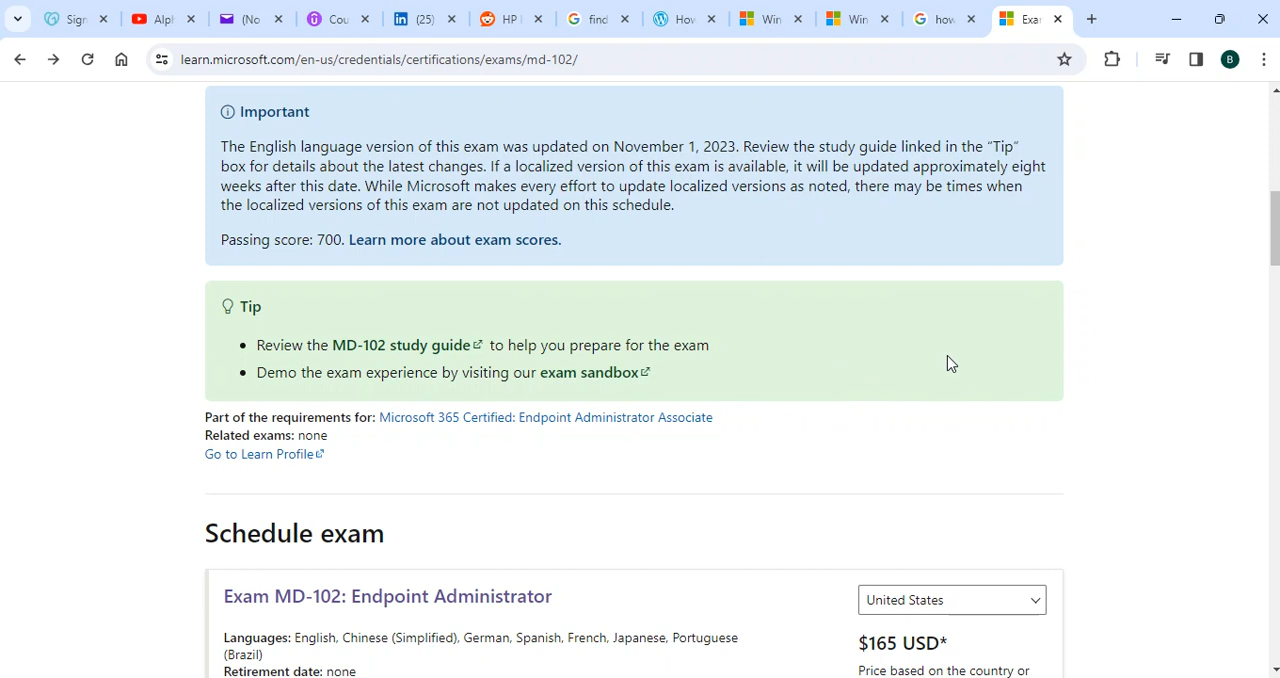 Sign
Alph
(No
Cou
(25)
HP
find
How
Win
Win
how
Exa
learn.microsoft.com/en-us/credentials/certifications/exams/md-102/
B
Important
The English language version of this exam was updated on November 1, 2023. Review the study guide linked in the “Tip”
box for details about the latest changes. If a localized version of this exam is available, it will be updated approximately eight
weeks after this date. While Microsoft makes every effort to update localized versions as noted, there may be times when
the localized versions of this exam are not updated on this schedule.
Passing score: 700. Learn more about exam scores.
Tip
• Review the MD-102 study guide to help you prepare for the exam
• Demo the exam experience by visiting our exam sandbox
Part of the requirements for: Microsoft 365 Certified: Endpoint Administrator Associate
Related exams: none
Go to Learn Profile
Schedule exam
Exam MD-102: Endpoint Administrator
United States
Languages: English, Chinese (Simplified), German, Spanish, French, Japanese, Portuguese
(Brazil)
$165 USD*
Retirement date: none
Price based on the country or